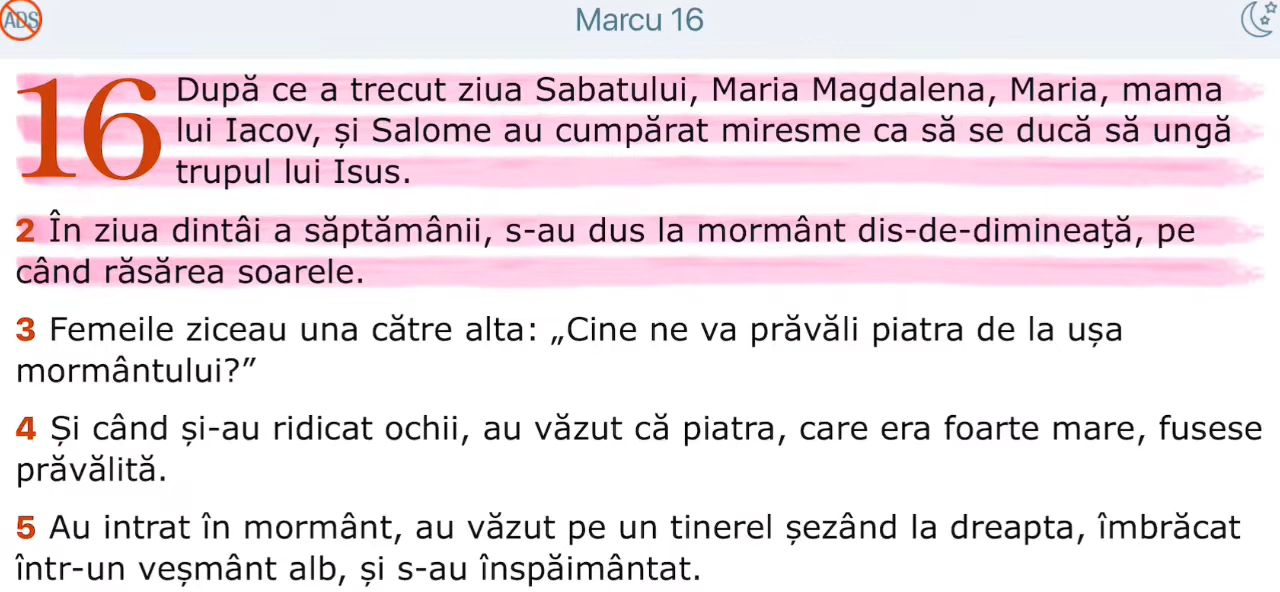 ADS
Marcu 16
16 După ce a trecut ziua Sabatului, Maria Magdalena, Maria, mama
lui Iacov, și Salome au cumpărat miresme ca să se ducă să ungă
trupul lui Isus.
2 În ziua dintâi a săptămânii, s-au dus la mormânt dis-de-dimineaţă, pe
când răsărea soarele.
3 Femeile ziceau una către alta: „Cine ne va prăvăli piatra de la ușa
mormântului?”
4 Și când și-au ridicat ochii, au văzut că piatra, care era foarte mare, fusese
prăvălită.
5 Au intrat în mormânt, au văzut pe un tinerel șezând la dreapta, îmbrăcat
într-un veșmânt alb, și s-au înspăimântat.